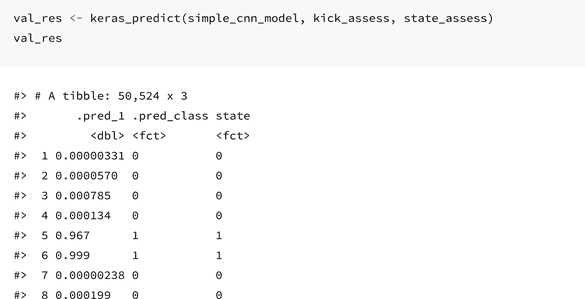 val_res <- keras_predict(simple_cnn_model, kick_assess, state_assess)
val_res
#> # A tibble: 50,524 x 3
#>       .pred_1 .pred_class state
#>         <dbl> <fct>       <fct>
#>  1 0.00000331 0           0
#>  2 0.0000570  0           0
#>  3 0.000785   0           0
#>  4 0.000134   0           0
#>  5 0.967      1           1
#>  6 0.999      1           1
#>  7 0.00000238 0           0
#>  8 0.000199   0           0